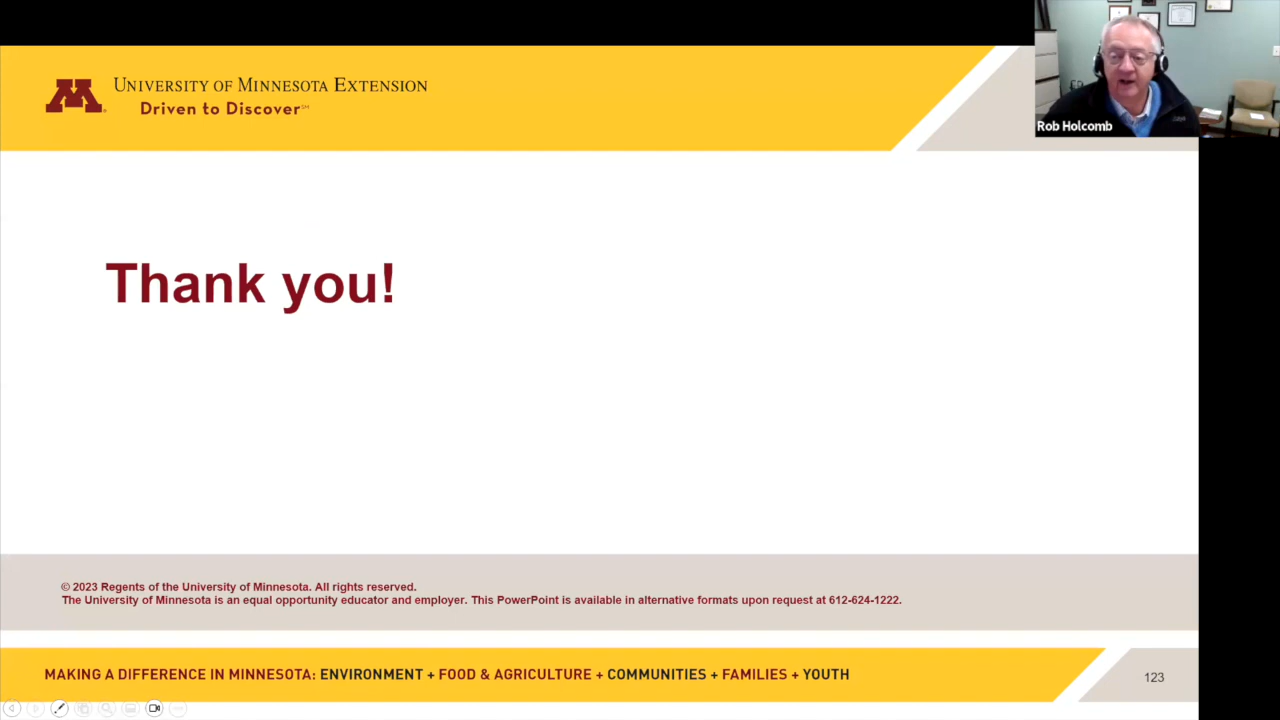 University of Minnesota Extension
Driven to Discover℠
Rob Holcomb
Thank you!
© 2023 Regents of the University of Minnesota. All rights reserved.
The University of Minnesota is an equal opportunity educator and employer. This PowerPoint is available in alternative formats upon request at 612-624-1222.
MAKING A DIFFERENCE IN MINNESOTA: ENVIRONMENT + FOOD & AGRICULTURE + COMMUNITIES + FAMILIES + YOUTH
123